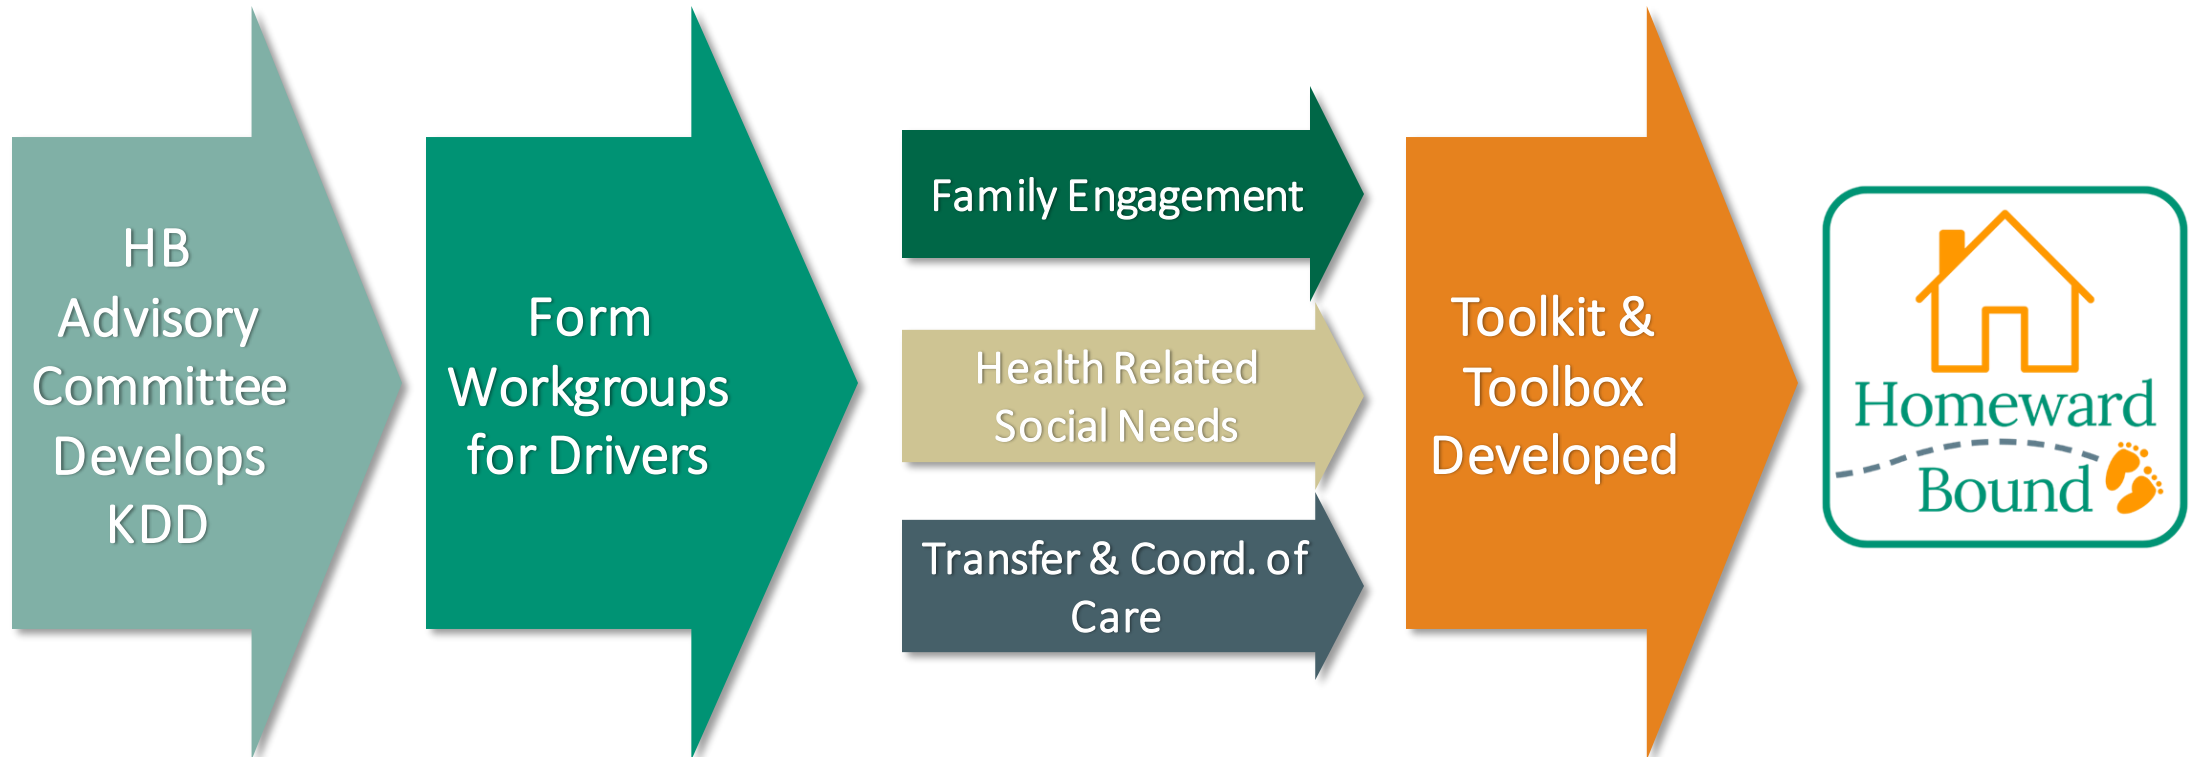 HB
Advisory
Committee
Develops
KDD
Form
Workgroups
for Drivers
Family Engagement
Health Related
Social Needs
Transfer & Coord. of
Care
Toolkit &
Toolbox
Developed
Homeward
Bound